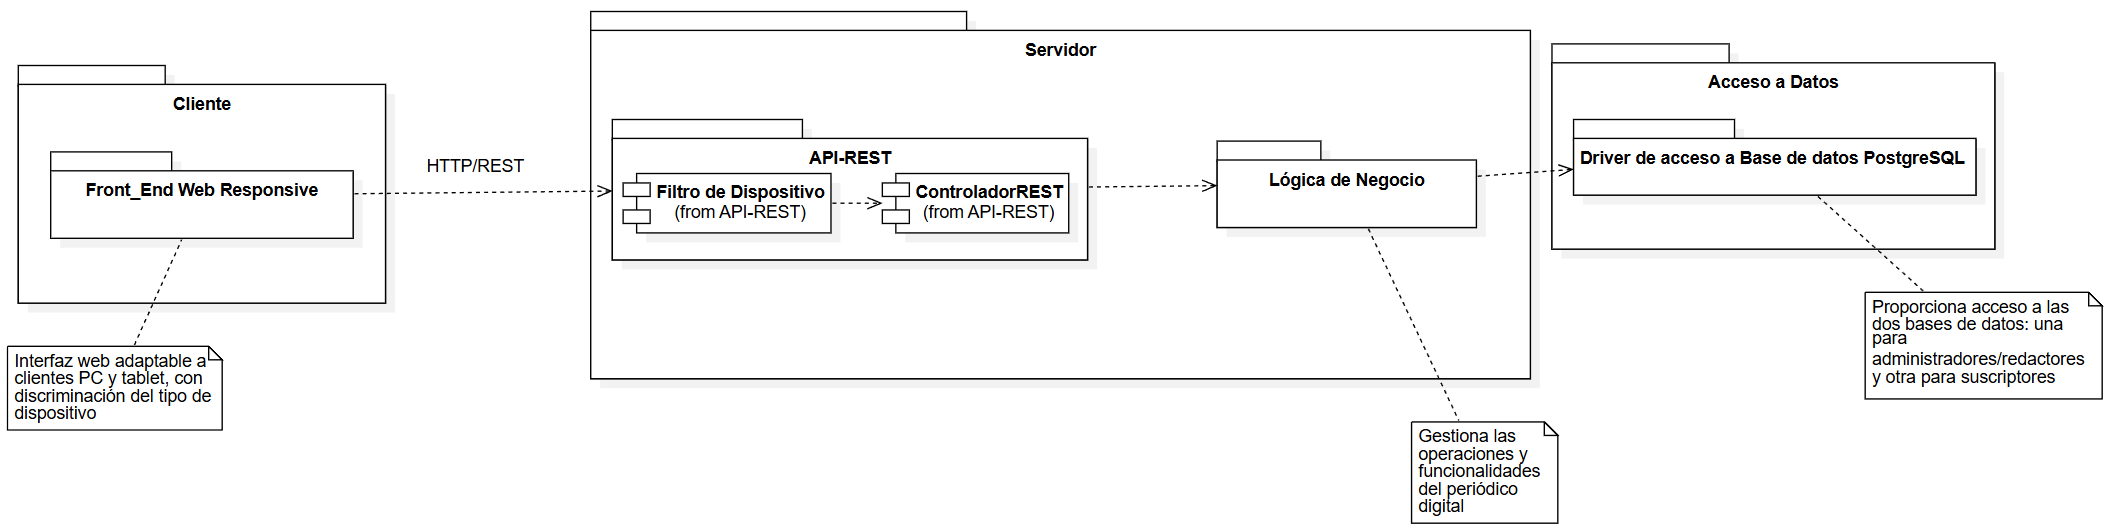 Cliente
Front_End Web Responsive
Interfaz web adaptable a
clientes PC y tablet, con
discriminación del tipo de
dispositivo
HTTP/REST
Servidor
API-REST
Filtro de Dispositivo
(from API-REST)
ControladorREST
(from API-REST)
Lógica de Negocio
Gestiona las
operaciones y
funcionalidades
del periódico
digital
Acceso a Datos
Driver de acceso a Base de datos PostgreSQL
Proporciona acceso a las
dos bases de datos: una
para
administradores/redactores
y otra para suscriptores